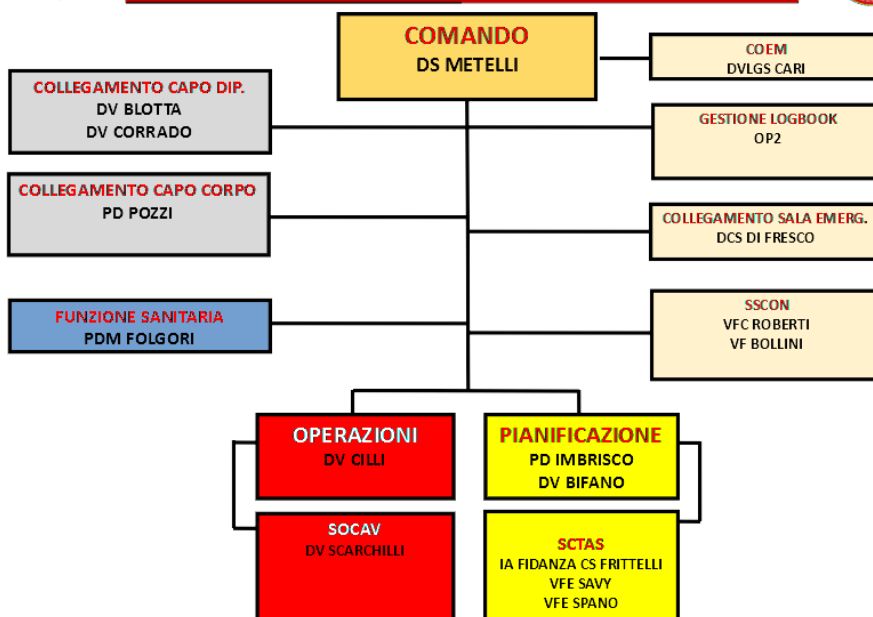 COMANDO
DS METELLI
COEM
DVLGS CARI
COLLEGAMENTO CAPO DIP.
DV BLOTTA
DV CORRADO
GESTIONE LOGBOOK
OP2
COLLEGAMENTO CAPO CORPO
PD POZZI
COLLEGAMENTO SALA EMERG.
DCS DI FRESCO
FUNZIONE SANITARIA
PDM FOLGORI
SSCON
VFC ROBERTI
VF BOLLINI
OPERAZIONI
DV CILLI
PIANIFICAZIONE
PD IMBRISCO
DV BIFANO
SOCAV
DV SCARCHILLI
SCTAS
IA FIDANZA CS FRITTELLI
VFE SAVY
VFE SPANO